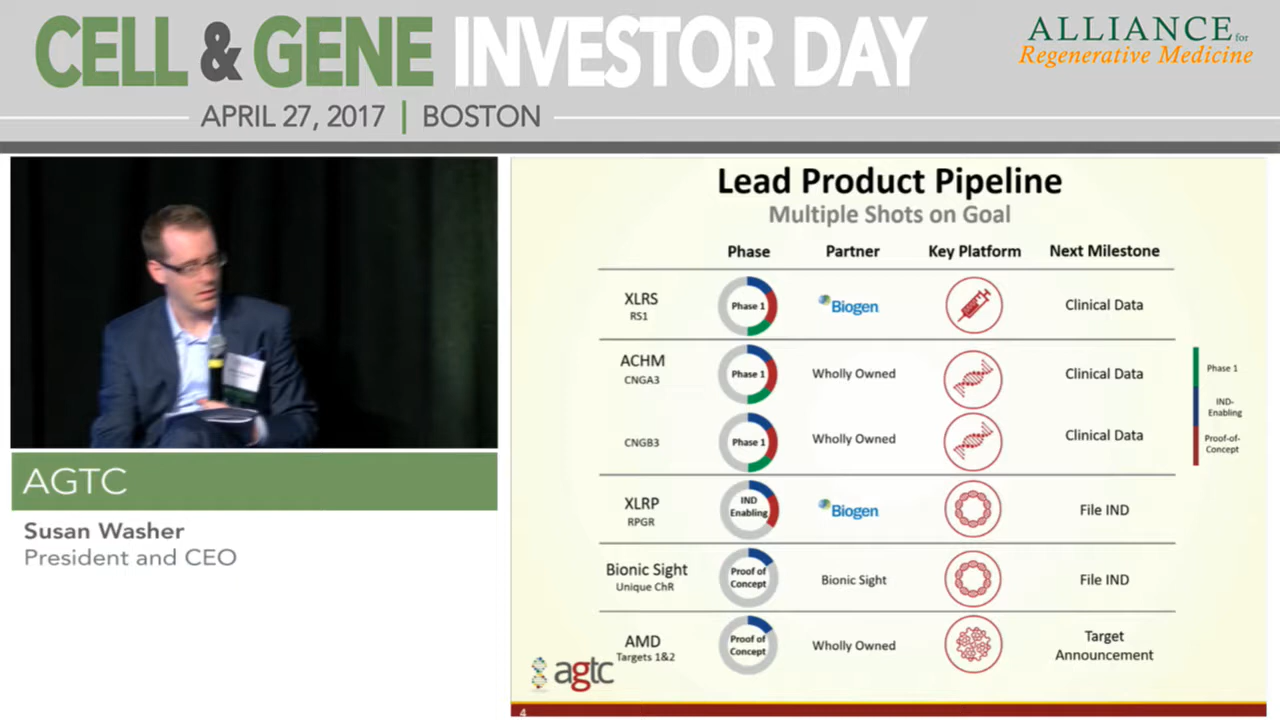 CELL & GENE INVESTOR DAY
APRIL 27, 2017 | BOSTON
ALLIANCE for
Regenerative Medicine
AGTC
Susan Washer
President and CEO
Lead Product Pipeline
Multiple Shots on Goal
Phase Partner Key Platform Next Milestone
XLRS
RS1
Phase 1
Biogen
Clinical Data
ACHM
CNGA3
Phase 1
Wholly Owned
Clinical Data
CNGB3
Phase 1
Wholly Owned
Clinical Data
XLRP
RPGR
IND
Enabling
Biogen
File IND
Bionic Sight
Unique ChR
Proof of
Concept
Bionic Sight
File IND
AMD
Targets 1&2
Proof of
Concept
Wholly Owned
Target
Announcement
Phase 1
IND-
Enabling
Proof-of-
Concept
agtc
4